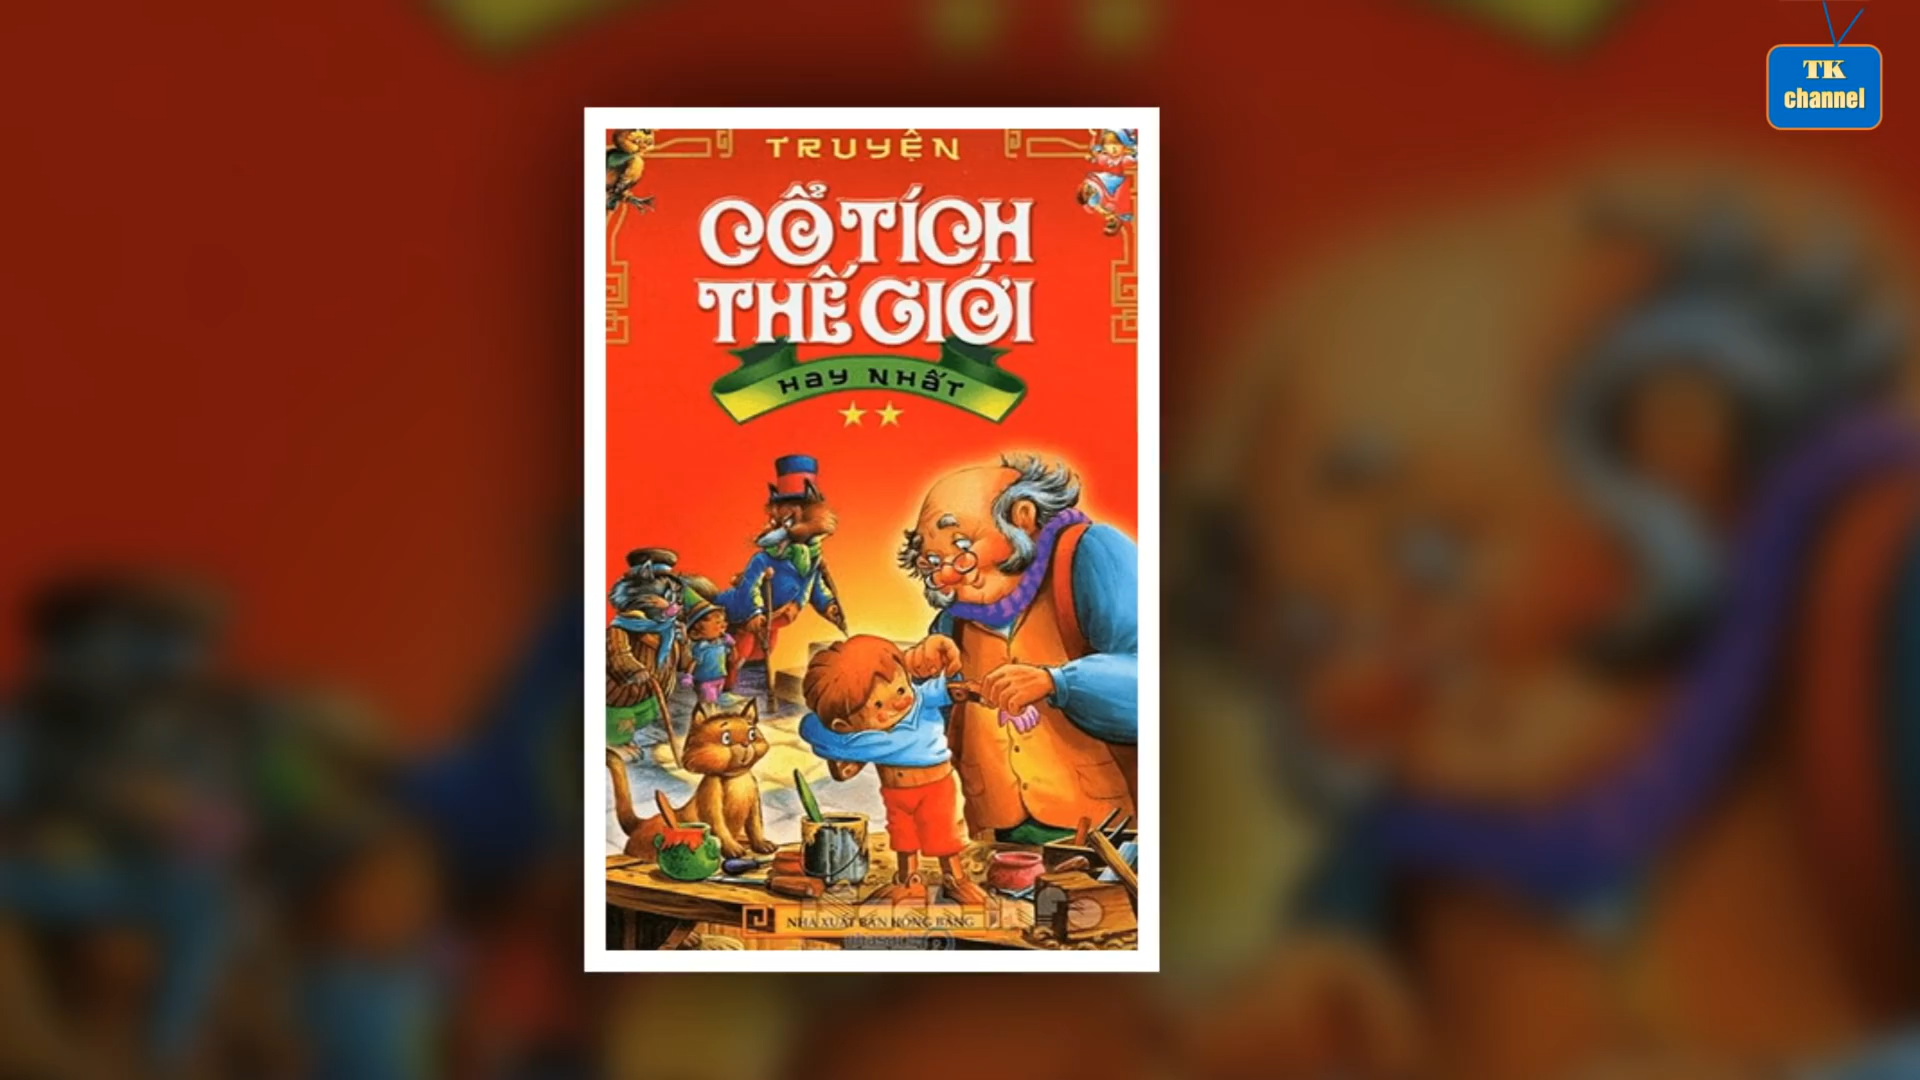 TRUYỆN
CỔ TÍCH
THẾ GIỚI
HAY NHẤT
NHÀ XUẤT BẢN HỒNG BÀNG
TK
channel